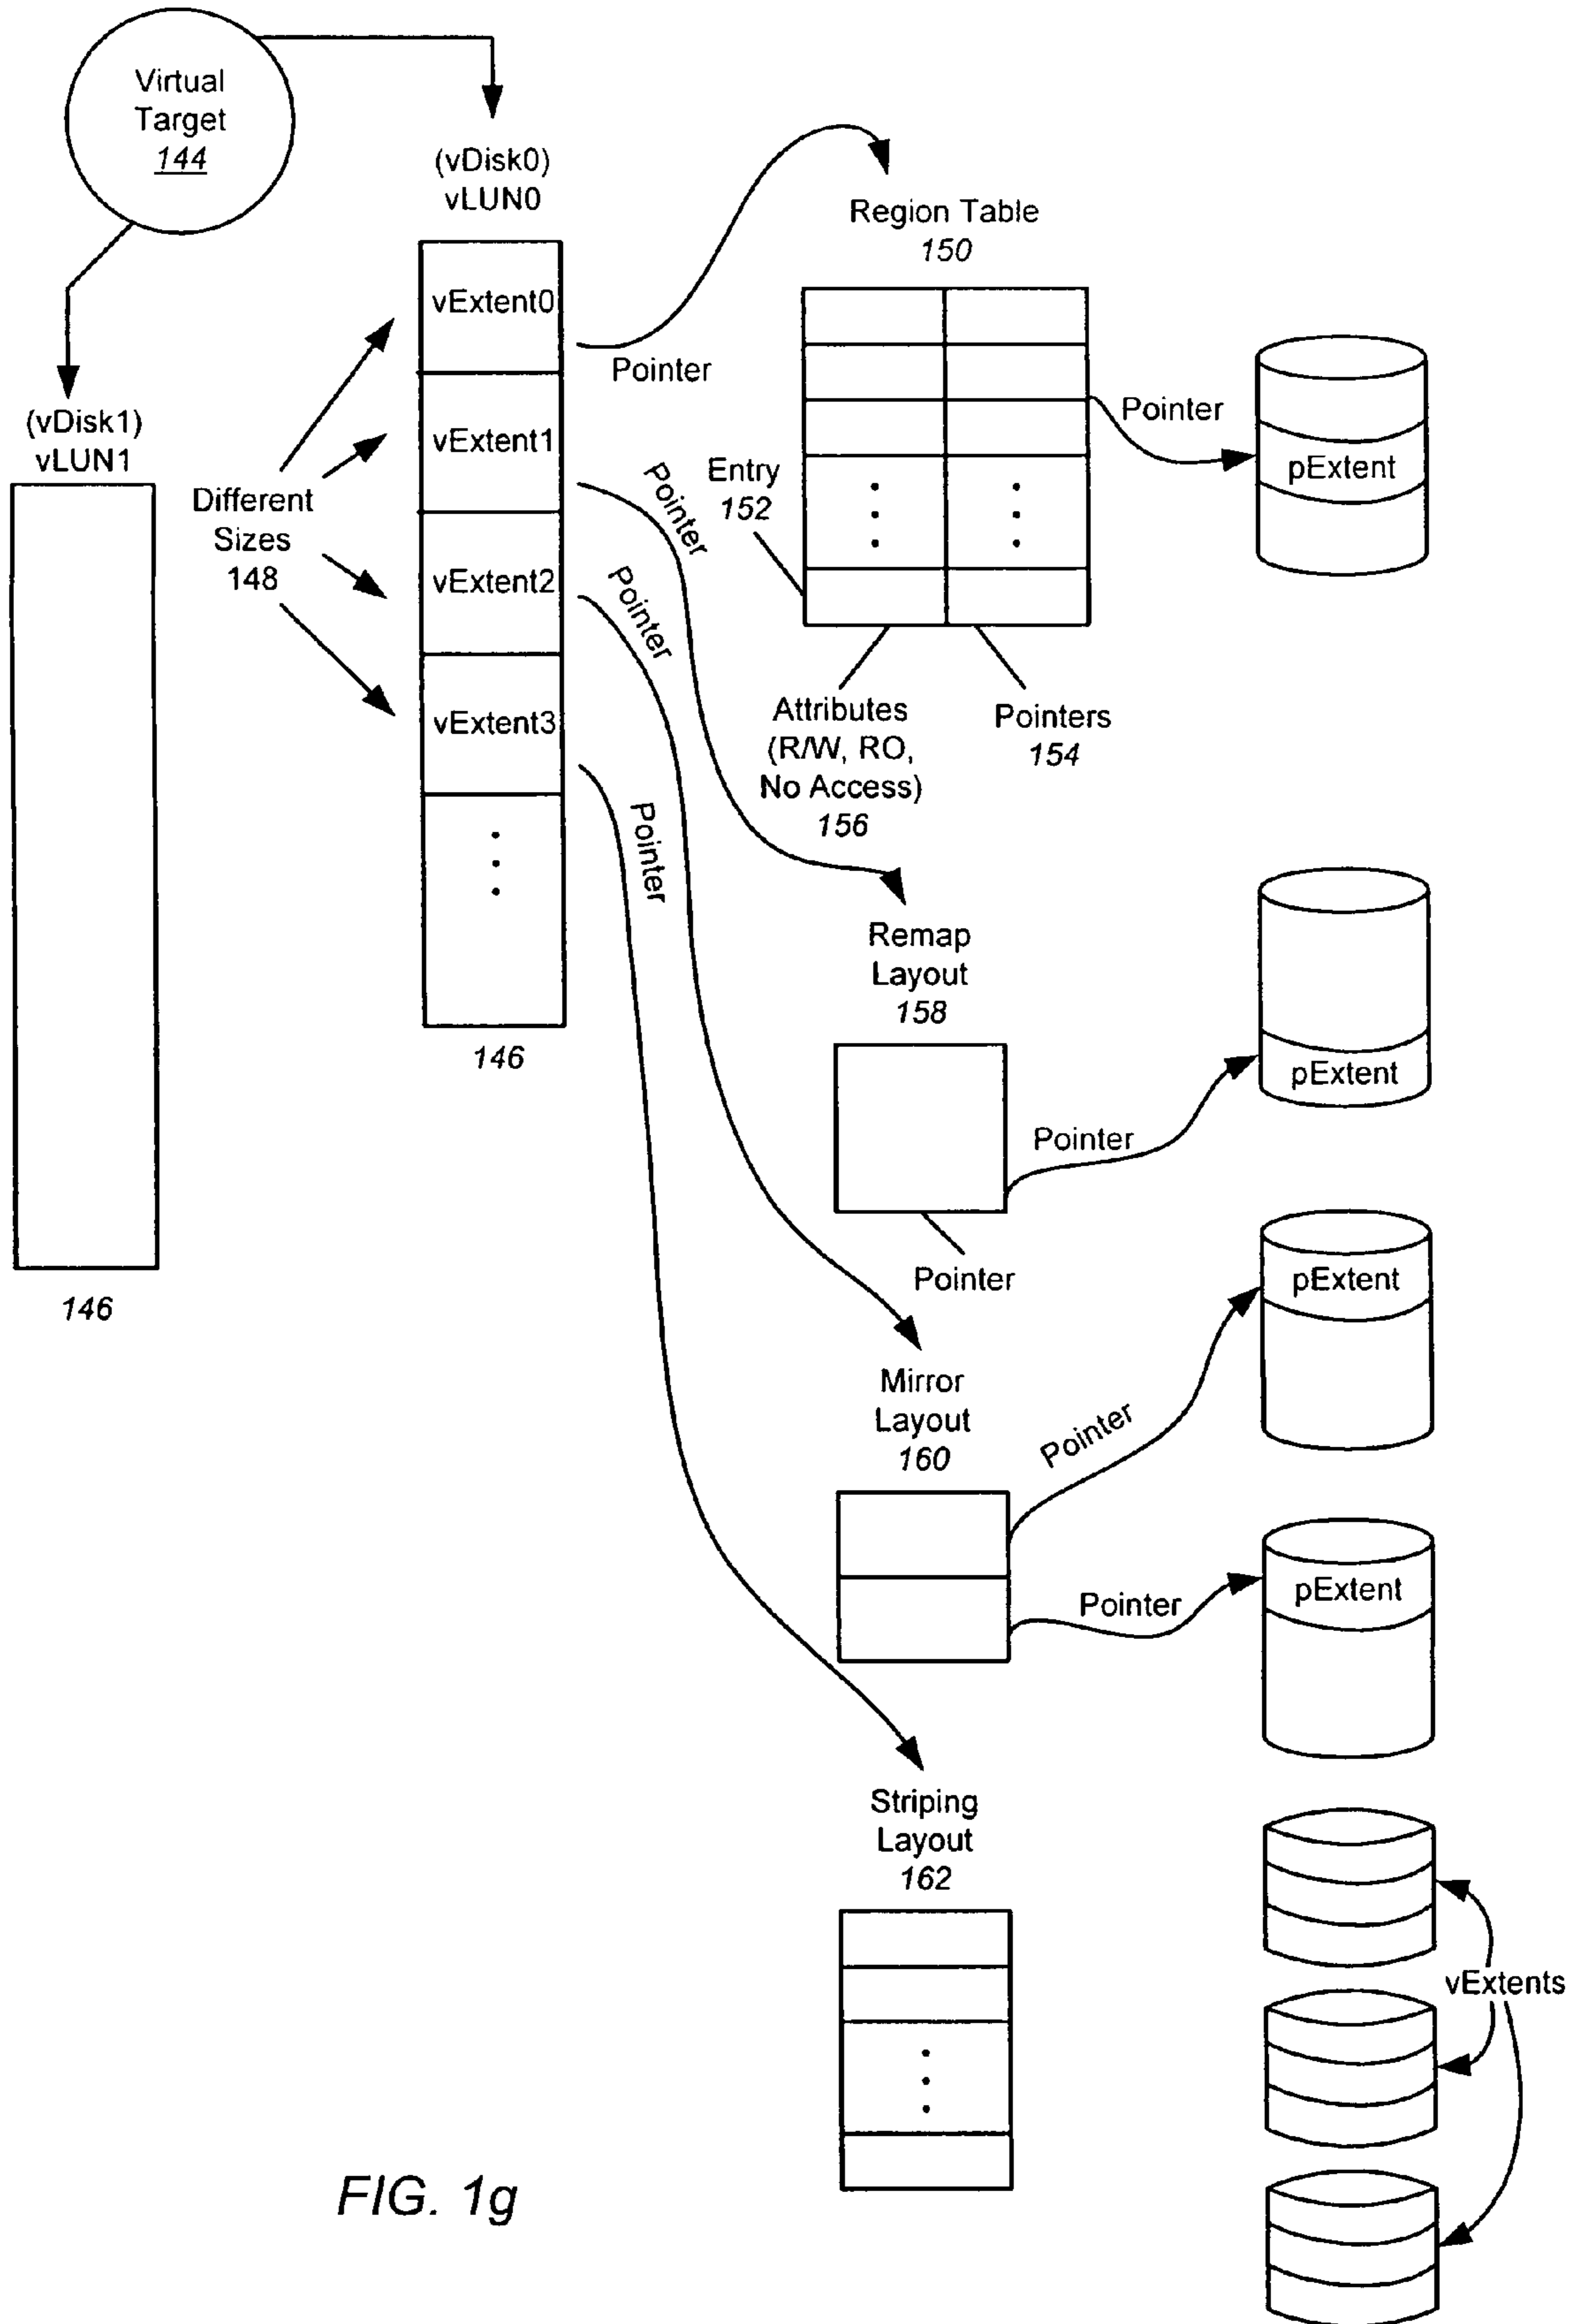 Virtual
Target
144
(vDisk0)
vLUN0
(vDisk1)
vLUN1
146
Different
Sizes
148
vExtent0
vExtent1
vExtent2
vExtent3
146
Pointer
Pointer
Pointer
Pointer
Region Table
150
Entry
152
Attributes
(R/W, RO,
No Access)
156
Pointers
154
Pointer
pExtent
Remap
Layout
158
Pointer
Pointer
pExtent
Mirror
Layout
160
Pointer
pExtent
Pointer
pExtent
Striping
Layout
162
vExtents
FIG. 1g